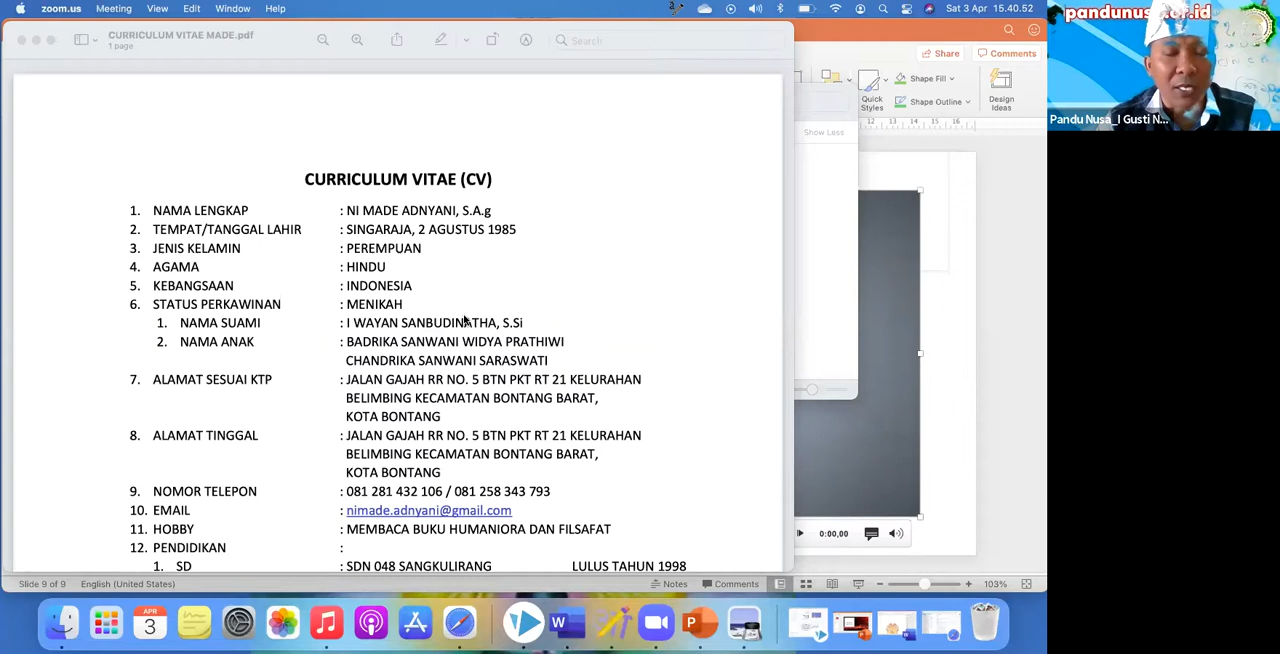 zoom.us Meeting View Edit Window Help Sat 3 Apr 15.40.52
CURRICULUM VITAE MADE.pdf
1 page
Search
Share Comments
Shape Fill
Quick Styles
Shape Outline
Design Ideas
12 13 14 15 16
Show Less
CURRICULUM VITAE (CV)
1. NAMA LENGKAP : NI MADE ADNYANI, S.A.g
2. TEMPAT/TANGGAL LAHIR : SINGARAJA, 2 AGUSTUS 1985
3. JENIS KELAMIN : PEREMPUAN
4. AGAMA : HINDU
5. KEBANGSAAN : INDONESIA
6. STATUS PERKAWINAN : MENIKAH
1. NAMA SUAMI : I WAYAN SANBUDINATHA, S.Si
2. NAMA ANAK : BADRIKA SANWANI WIDYA PRATHIWI
CHANDRIKA SANWANI SARASWATI
7. ALAMAT SESUAI KTP : JALAN GAJAH RR NO. 5 BTN PKT RT 21 KELURAHAN
BELIMBING KECAMATAN BONTANG BARAT,
KOTA BONTANG
8. ALAMAT TINGGAL : JALAN GAJAH RR NO. 5 BTN PKT RT 21 KELURAHAN
BELIMBING KECAMATAN BONTANG BARAT,
KOTA BONTANG
9. NOMOR TELEPON : 081 281 432 106 / 081 258 343 793
10. EMAIL : nimade.adnyani@gmail.com
11. HOBBY : MEMBACA BUKU HUMANIORA DAN FILSAFAT
12. PENDIDIKAN :
1. SD : SDN 048 SANGKULIRANG LULUS TAHUN 1998
0:00,00
Slide 9 of 9 English (United States) Notes Comments 103%
APR
3
W
P
Pandu Nusa_I Gusti N...